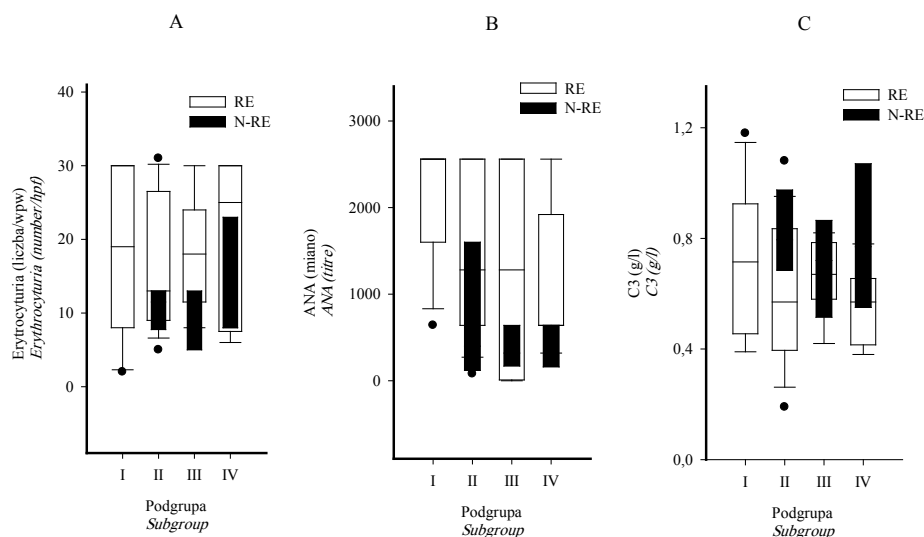 A
Erytrocyturia (liczba/wpw)
Erythrocyturia (number/hpf)
40
30
20
10
0
RE
N-RE
I II III IV
Podgrupa
Subgroup
B
ANA (miano)
ANA (titre)
3000
2000
1000
0
RE
N-RE
I II III IV
Podgrupa
Subgroup
C
C3 (g/l)
C3 (g/l)
1,2
0,8
0,4
0,0
RE
N-RE
I II III IV
Podgrupa
Subgroup